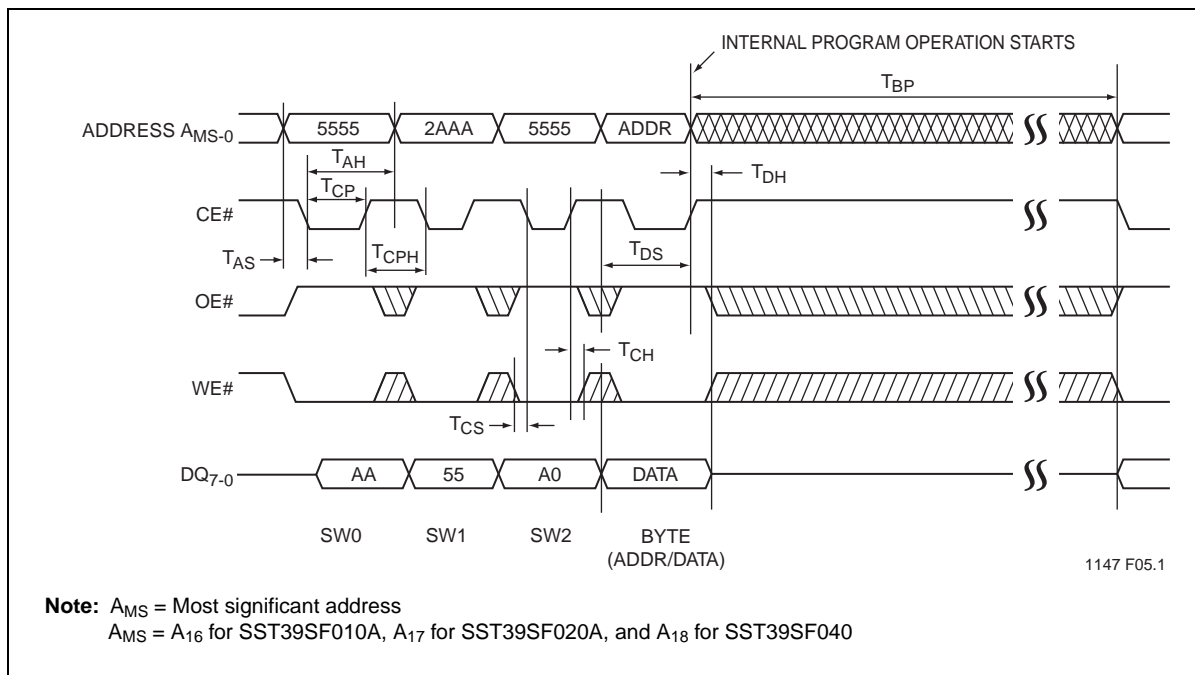 INTERNAL PROGRAM OPERATION STARTS
TBP
ADDRESS AMS-0
5555 2AAA 5555 ADDR
TAH
TDH
TCP
CE#
TAS
TCPH
TDS
OE#
TCH
WE#
TCS
DQ7-0
AA 55 A0 DATA
SW0 SW1 SW2 BYTE
(ADDR/DATA)
1147 F05.1
Note: AMS = Most significant address
AMS = A16 for SST39SF010A, A17 for SST39SF020A, and A18 for SST39SF040